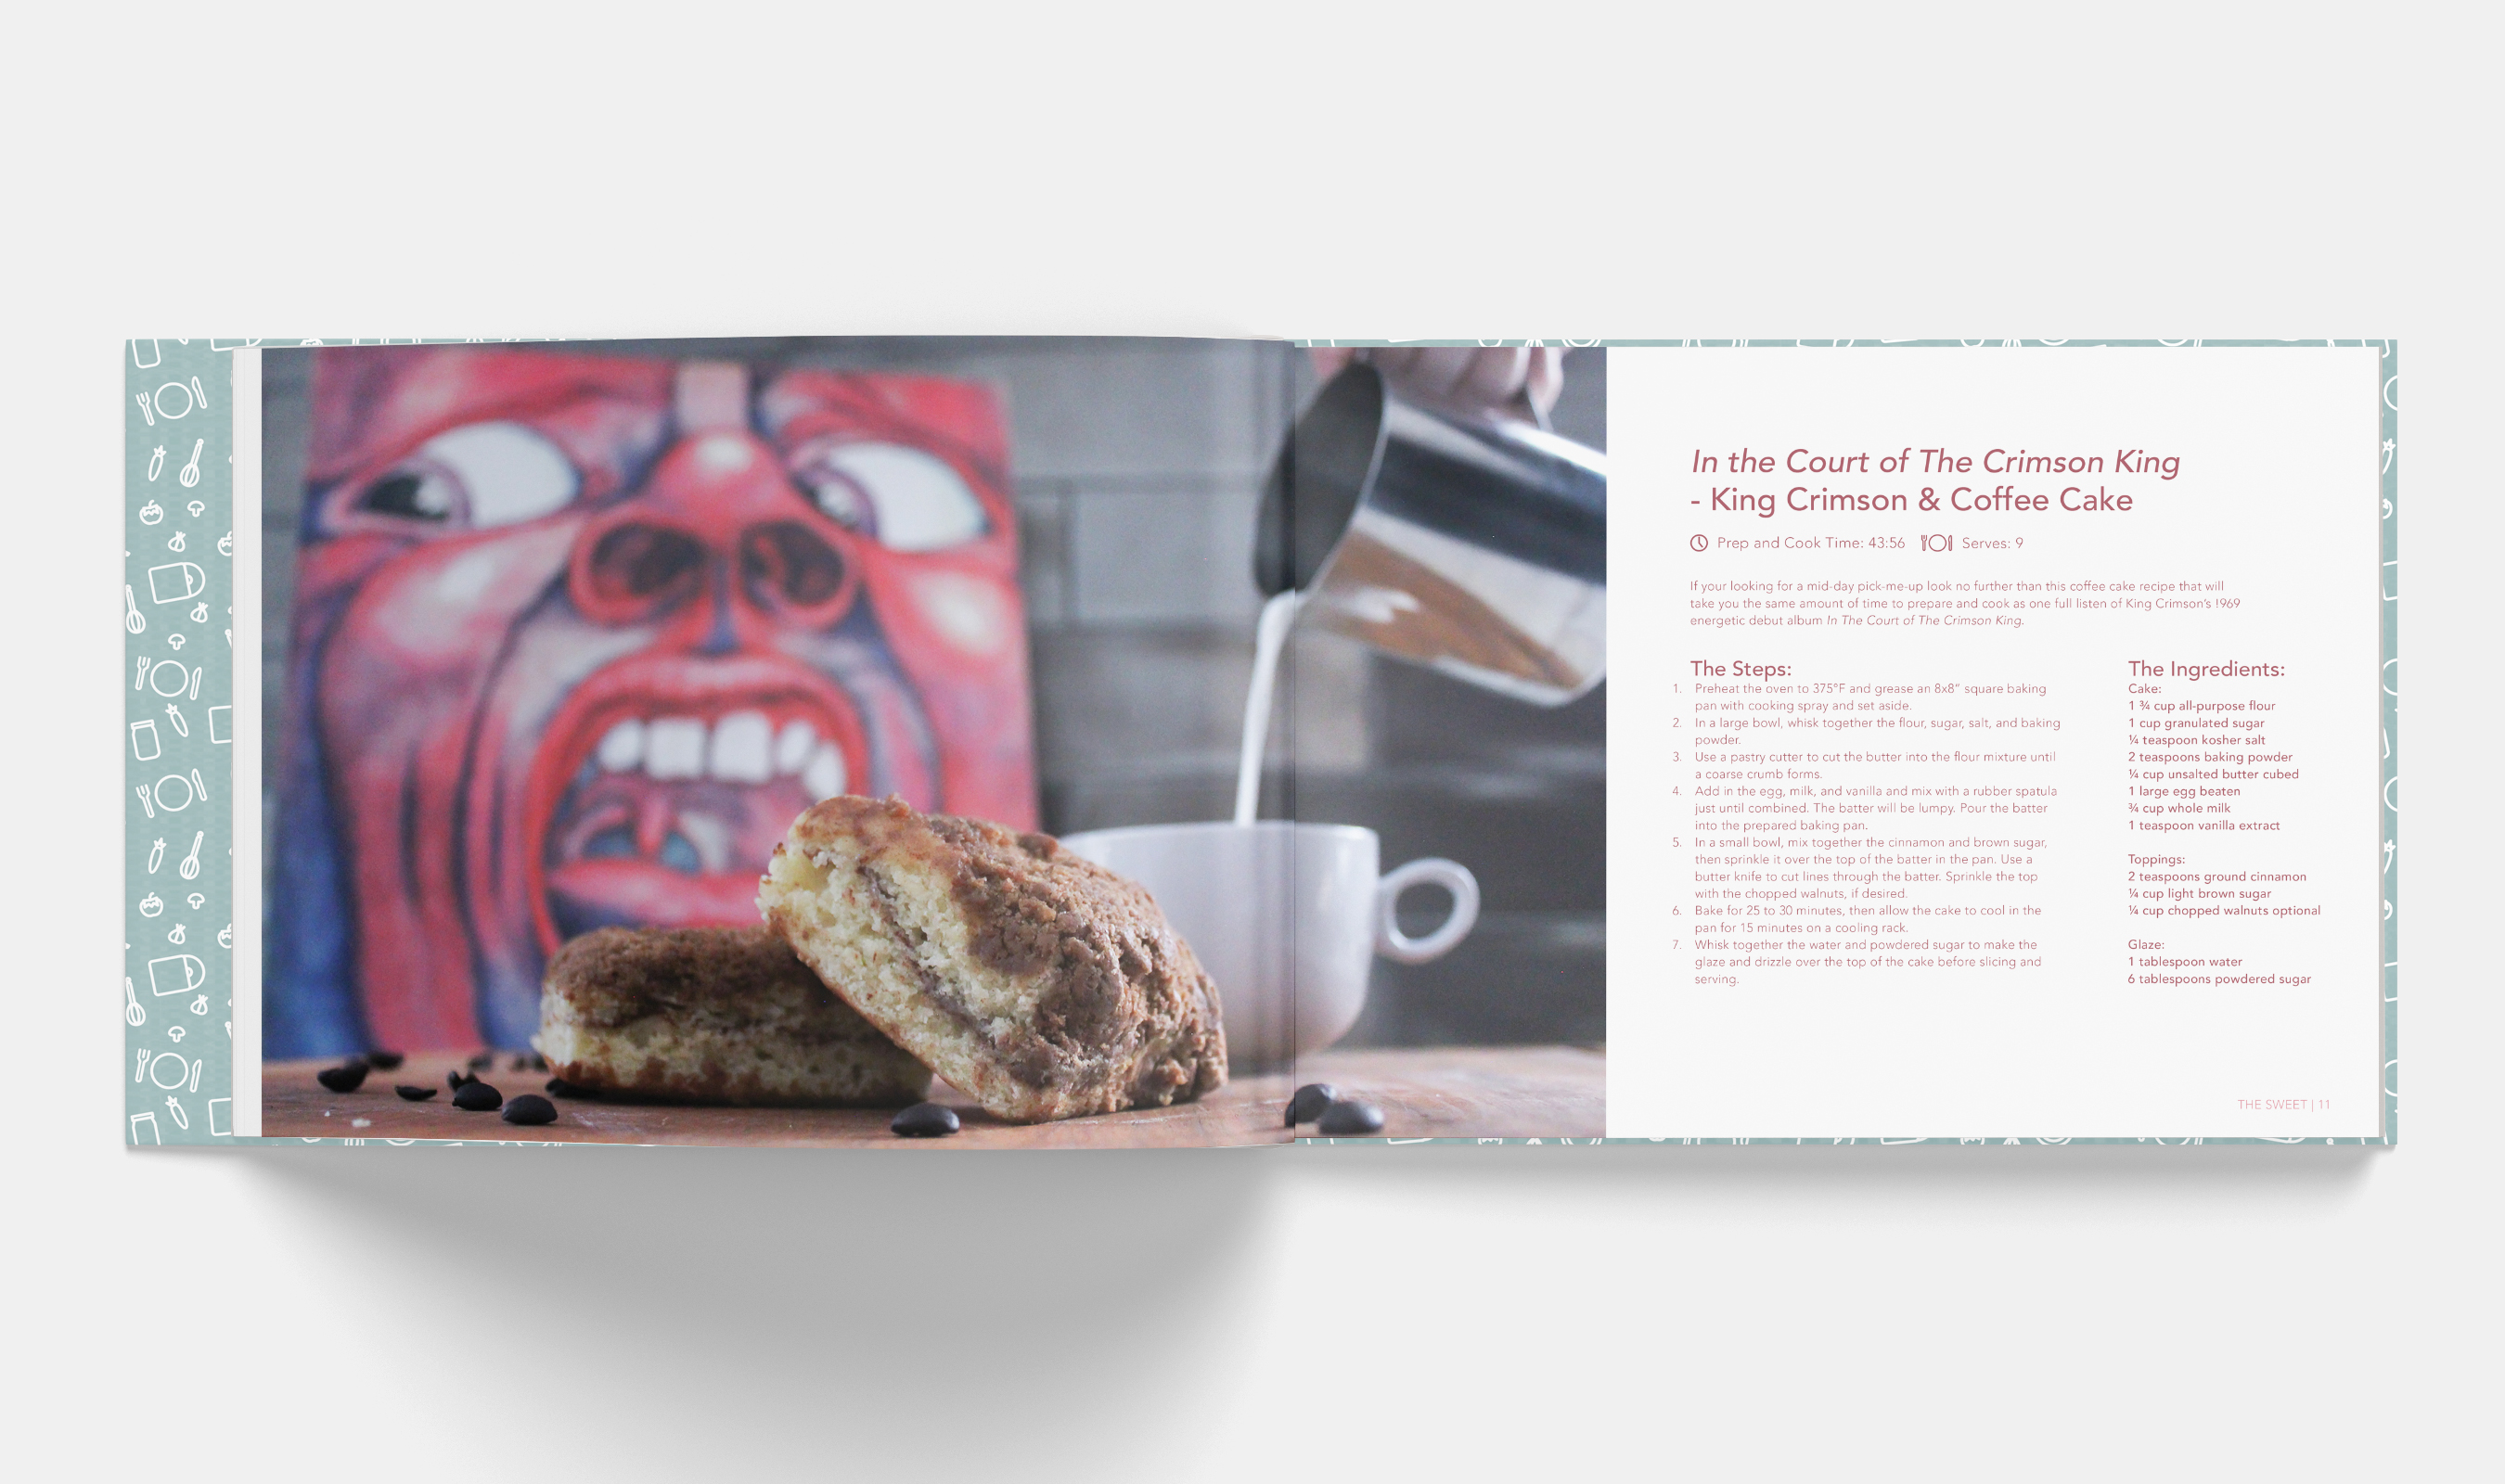 In the Court of The Crimson King
- King Crimson & Coffee Cake
Prep and Cook Time: 43:56 Serves: 9
If your looking for a mid-day pick-me-up look no further than this coffee cake recipe that will
take you the same amount of time to prepare and cook as one full listen of King Crimson's !969
energetic debut album In The Court of The Crimson King.
The Steps:
1. Preheat the oven to 375°F and grease an 8x8" square baking
pan with cooking spray and set aside.
2. In a large bowl, whisk together the flour, sugar, salt, and baking
powder.
3. Use a pastry cutter to cut the butter into the flour mixture until
a coarse crumb forms.
4. Add in the egg, milk, and vanilla and mix with a rubber spatula
just until combined. The batter will be lumpy. Pour the batter
into the prepared baking pan.
5. In a small bowl, mix together the cinnamon and brown sugar,
then sprinkle it over the top of the batter in the pan. Use a
butter knife to cut lines through the batter. Sprinkle the top
with the chopped walnuts, if desired.
6. Bake for 25 to 30 minutes, then allow the cake to cool in the
pan for 15 minutes on a cooling rack.
7. Whisk together the water and powdered sugar to make the
glaze and drizzle over the top of the cake before slicing and
serving.
The Ingredients:
Cake:
1 ¾ cup all-purpose flour
1 cup granulated sugar
¼ teaspoon kosher salt
2 teaspoons baking powder
¼ cup unsalted butter cubed
1 large egg beaten
¾ cup whole milk
1 teaspoon vanilla extract
Toppings:
2 teaspoons ground cinnamon
¼ cup light brown sugar
¼ cup chopped walnuts optional
Glaze:
1 tablespoon water
6 tablespoons powdered sugar
THE SWEET | 11